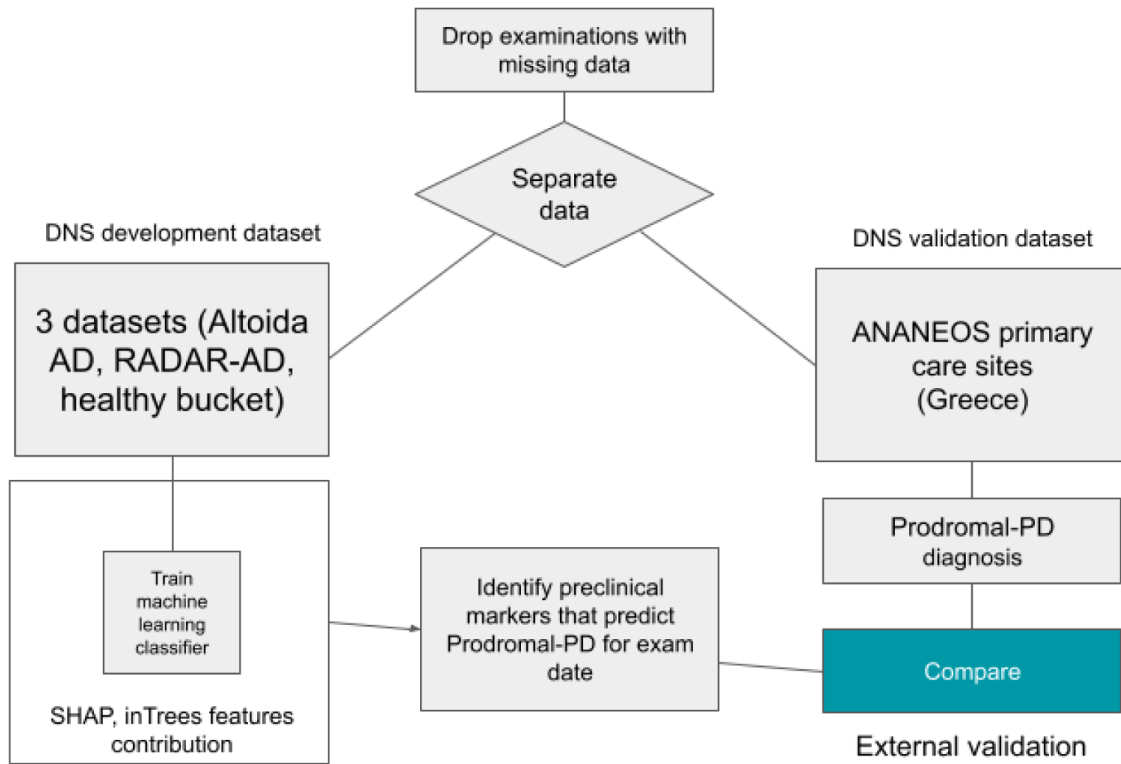 Drop examinations with
missing data
Separate
data
DNS development dataset
3 datasets (Altoida
AD, RADAR-AD,
healthy bucket)
Train
machine
learning
classifier
SHAP, inTrees features
contribution
Identify preclinical
markers that predict
Prodromal-PD for exam
date
DNS validation dataset
ANANEOS primary
care sites
(Greece)
Prodromal-PD
diagnosis
Compare
External validation